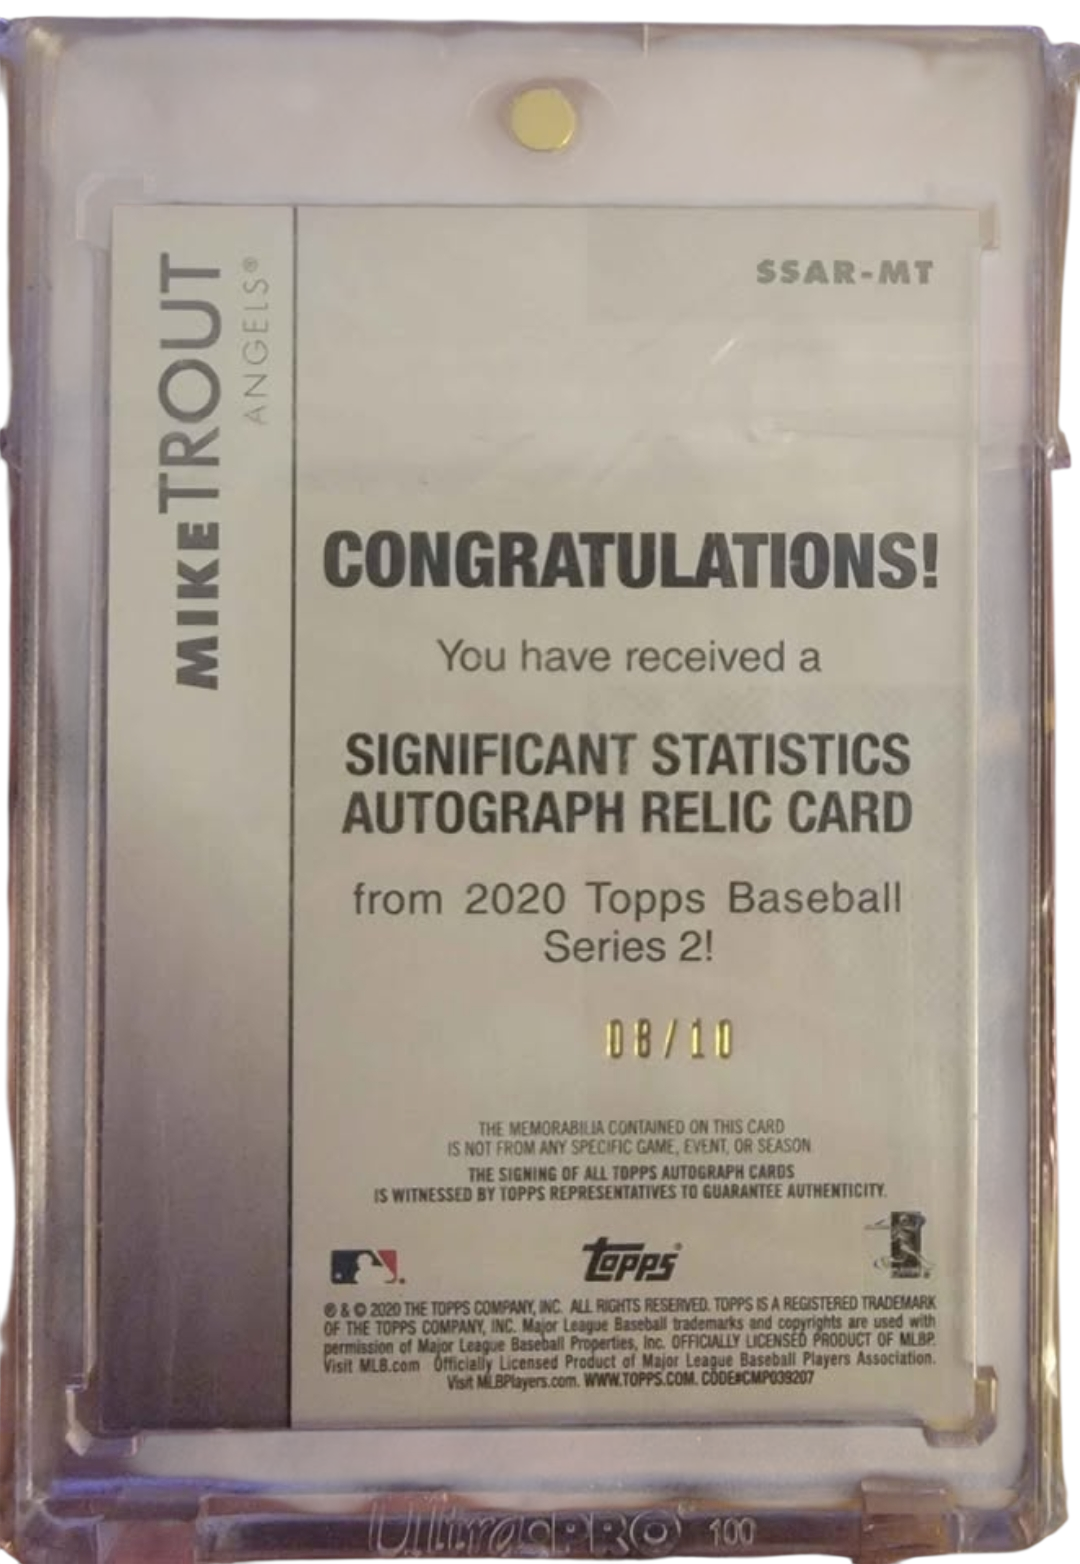 MIKE TROUT
ANGELS®
SSAR-MT
CONGRATULATIONS!
You have received a
SIGNIFICANT STATISTICS
AUTOGRAPH RELIC CARD
from 2020 Topps Baseball
Series 2!
08/10
THE MEMORABILIA CONTAINED ON THIS CARD
IS NOT FROM ANY SPECIFIC GAME, EVENT, OR SEASON
THE SIGNING OF ALL TOPPS AUTOGRAPH CARDS
IS WITNESSED BY TOPPS REPRESENTATIVES TO GUARANTEE AUTHENTICITY.
topps®
® & © 2020 THE TOPPS COMPANY, INC. ALL RIGHTS RESERVED. TOPPS IS A REGISTERED TRADEMARK
OF THE TOPPS COMPANY, INC. Major League Baseball trademarks and copyrights are used with
permission of Major League Baseball Properties, Inc. OFFICIALLY LICENSED PRODUCT OF MLBP.
Visit MLB.com Officially Licensed Product of Major League Baseball Players Association.
Visit MLBPlayers.com. WWW.TOPPS.COM. CODE#CMP039207
Ultra PRO 100